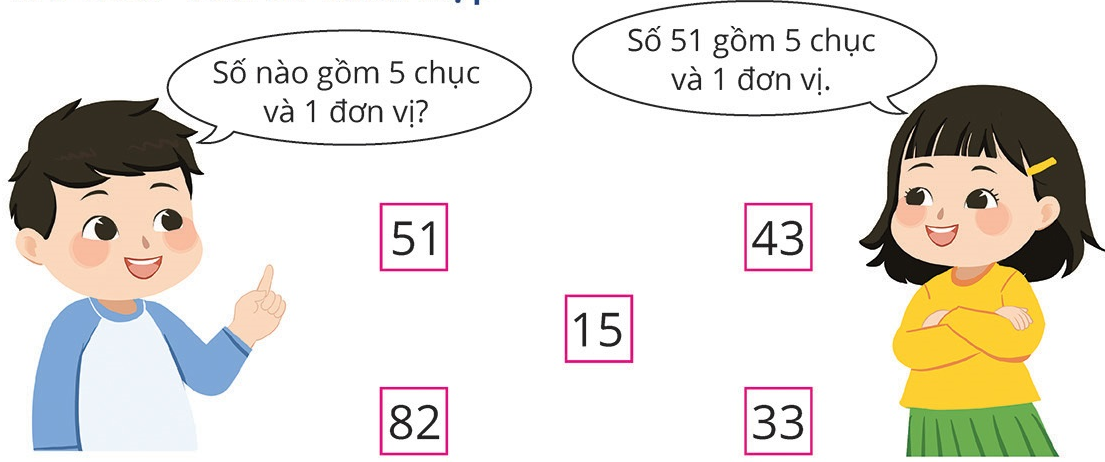 Số nào gồm 5 chục
và 1 đơn vị?
Số 51 gồm 5 chục
và 1 đơn vị.
51
43
15
82
33